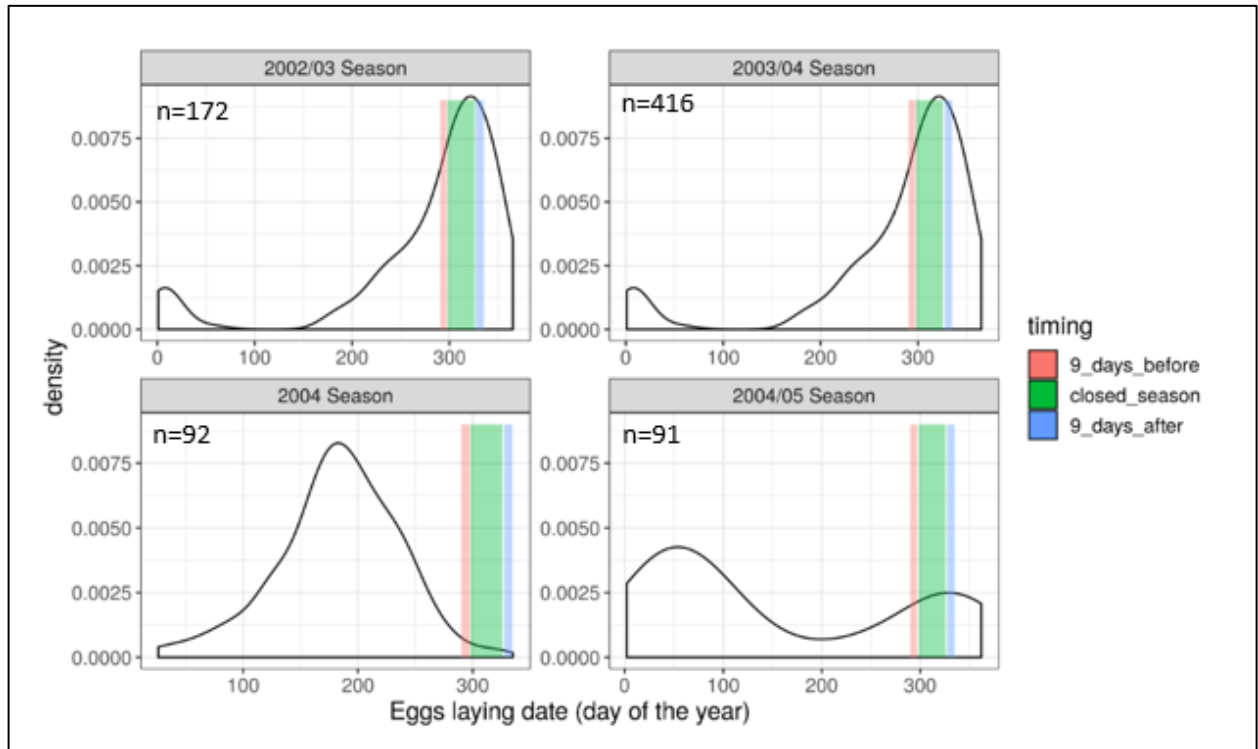 2002/03 Season
2003/04 Season
n=172
n=416
0.0075
0.0050
0.0025
0.0000
0.0075
0.0050
0.0025
0.0000
0 100 200 300
0 100 200 300
2004 Season
2004/05 Season
n=92
n=91
0.0075
0.0050
0.0025
0.0000
0.0075
0.0050
0.0025
0.0000
100 200 300
0 100 200 300
density
Eggs laying date (day of the year)
timing
9_days_before
closed_season
9_days_after